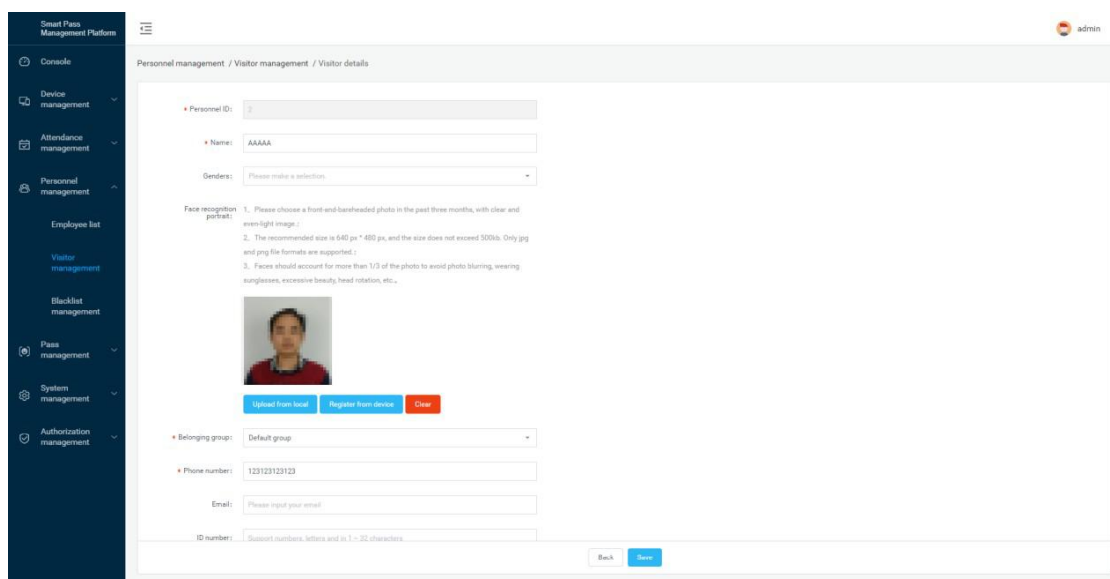 Smart Pass
Management Platform
admin
Console
Personnel management / Visitor management / Visitor details
Device
management
Attendance
management
Personnel
management
Employee list
Visitor
management
Blacklist
management
Pass
management
System
management
Authorization
management
* Personnel ID:
2
* Name:
AAAAA
Genders:
Please make a selection
Face recognition
portrait:
1、Please choose a front-end-bareheaded photo in the past three months, with clear and
even-light image.;
2、The recommended size is 640 px * 480 px, and the size does not exceed 500kb. Only jpg
and png file formats are supported.;
3、Faces should account for more than 1/3 of the photo to avoid photo blurring, wearing
sunglasses, excessive beauty, head rotation, etc.。
Upload from local
Register from device
Clear
* Belonging group:
Default group
* Phone number:
123123123123
Email:
Please input your email
ID number:
Support numbers, letters and in 1 – 32 characters
Back
Save